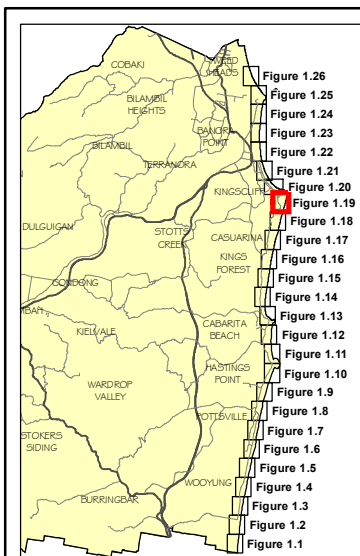 TWEED
HEADS
COBAKI
Figure 1.26
BILAMBIL
HEIGHTS
Figure 1.25
Figure 1.24
BANORA
POINT
Figure 1.23
BILAMBIL
Figure 1.22
TERRANORA
Figure 1.21
KINGSCLIFF
Figure 1.20
Figure 1.19
DULGUIGAN
Figure 1.18
STOTTS
CREEK
CASUARINA
Figure 1.17
KINGS
FOREST
Figure 1.16
Figure 1.15
Figure 1.14
Figure 1.13
KIELVALE
CABARITA
BEACH
Figure 1.12
Figure 1.11
HASTINGS
POINT
Figure 1.10
WARDROP
VALLEY
Figure 1.9
POTTSVILLE
Figure 1.8
STOKERS
SIDING
Figure 1.7
Figure 1.6
Figure 1.5
WOOYUNG
Figure 1.4
BURRINGBAR
Figure 1.3
Figure 1.2
Figure 1.1